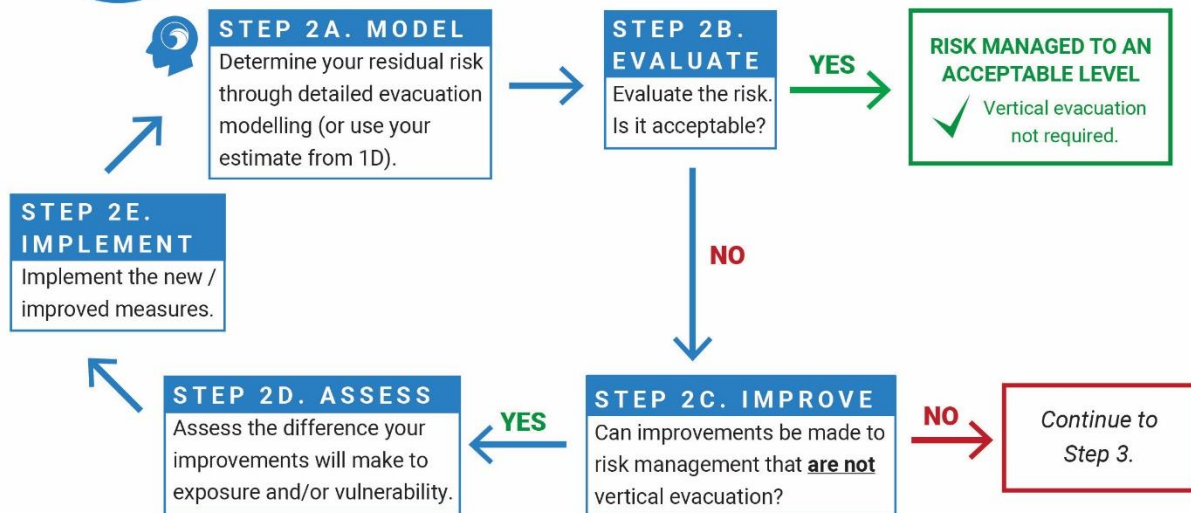 STEP 2A. MODEL
Determine your residual risk
through detailed evacuation
modelling (or use your
estimate from 1D).
STEP 2B.
EVALUATE
Evaluate the risk.
Is it acceptable?
YES
RISK MANAGED TO AN
ACCEPTABLE LEVEL
Vertical evacuation
not required.
NO
STEP 2C. IMPROVE
Can improvements be made to
risk management that are not
vertical evacuation?
NO
Continue to
Step 3.
YES
STEP 2D. ASSESS
Assess the difference your
improvements will make to
exposure and/or vulnerability.
STEP 2E.
IMPLEMENT
Implement the new /
improved measures.